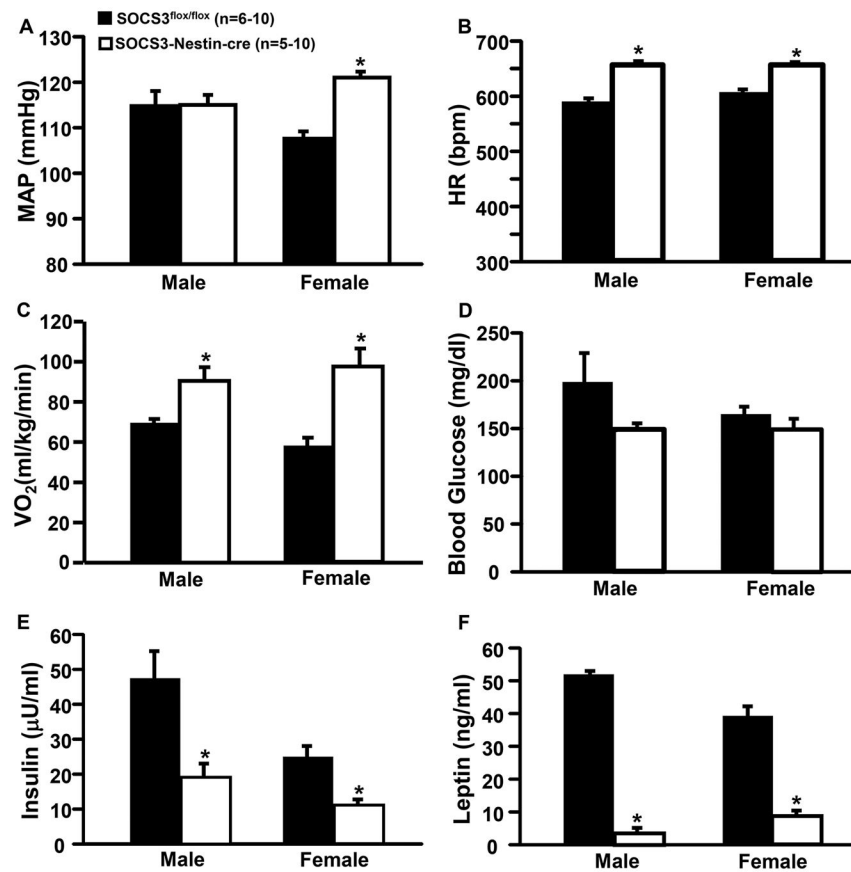 A
SOCS3flox/flox (n=6-10)
SOCS3-Nestin-cre (n=5-10)
MAP (mmHg)
130
120
110
100
90
80
*
Male
Female
B
HR (bpm)
700
650
600
550
500
450
400
350
300
*
*
Male
Female
C
VO2(ml/kg/min)
120
100
80
60
40
20
0
*
*
Male
Female
D
Blood Glucose (mg/dl)
250
200
150
100
50
0
Male
Female
E
Insulin (μU/ml)
60
50
40
30
20
10
0
*
*
Male
Female
F
Leptin (ng/ml)
60
50
40
30
20
10
0
*
*
Male
Female